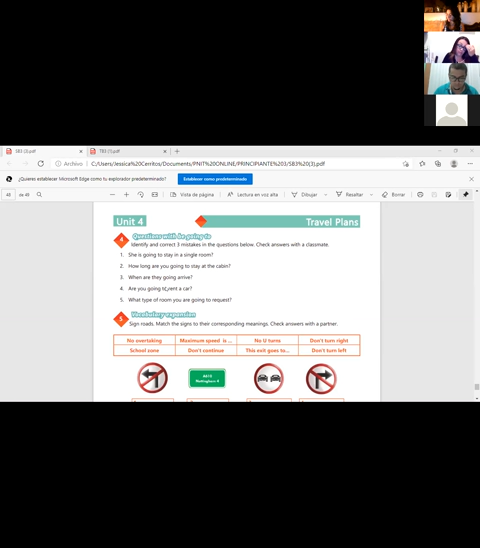 SB3 (3).pdf
TB3 (1).pdf
Archivo C:/Users/Jessica%20Cerritos/Documents/PNIT%20ONLINE/PRINCIPIANTE%203/SB3%20(3).pdf
¿Quieres establecer Microsoft Edge como tu explorador predeterminado? Establecer como predeterminado
48 de 48 Vista de página Lectura en voz alta Dibujar Resaltar Borrar
Unit 4 Travel Plans
4 Questions with be going to
Identify and correct 3 mistakes in the questions below. Check answers with a classmate.
1. She is going to stay in a single room?
2. How long are you going to stay at the cabin?
3. When are they going arrive?
4. Are you going to rent a car?
5. What type of room you are going to request?
5 Vocabulary expansion
Sign roads. Match the signs to their corresponding meanings. Check answers with a partner.
No overtaking Maximum speed is ... No U turns Don't turn right
School zone Don't continue This exit goes to... Don't turn left
Nottingham 4